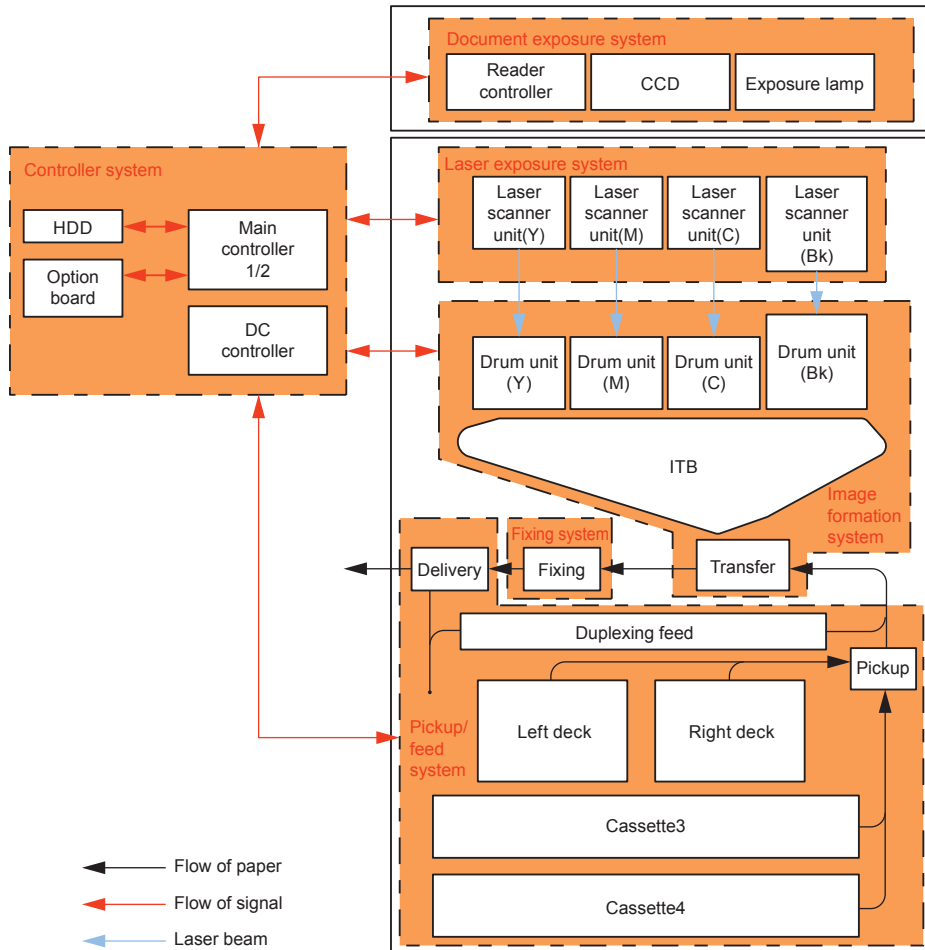 Document exposure system
Reader
controller
CCD
Exposure lamp
Controller system
HDD
Main
controller
1/2
Option
board
DC
controller
Laser exposure system
Laser
scanner
unit(Y)
Laser
scanner
unit(M)
Laser
scanner
unit(C)
Laser
scanner
unit
(Bk)
Drum unit
(Y)
Drum unit
(M)
Drum unit
(C)
Drum unit
(Bk)
ITB
Image
formation
system
Fixing system
Delivery
Fixing
Transfer
Duplexing feed
Pickup
Left deck
Right deck
Pickup/
feed
system
Cassette3
Cassette4
Flow of paper
Flow of signal
Laser beam